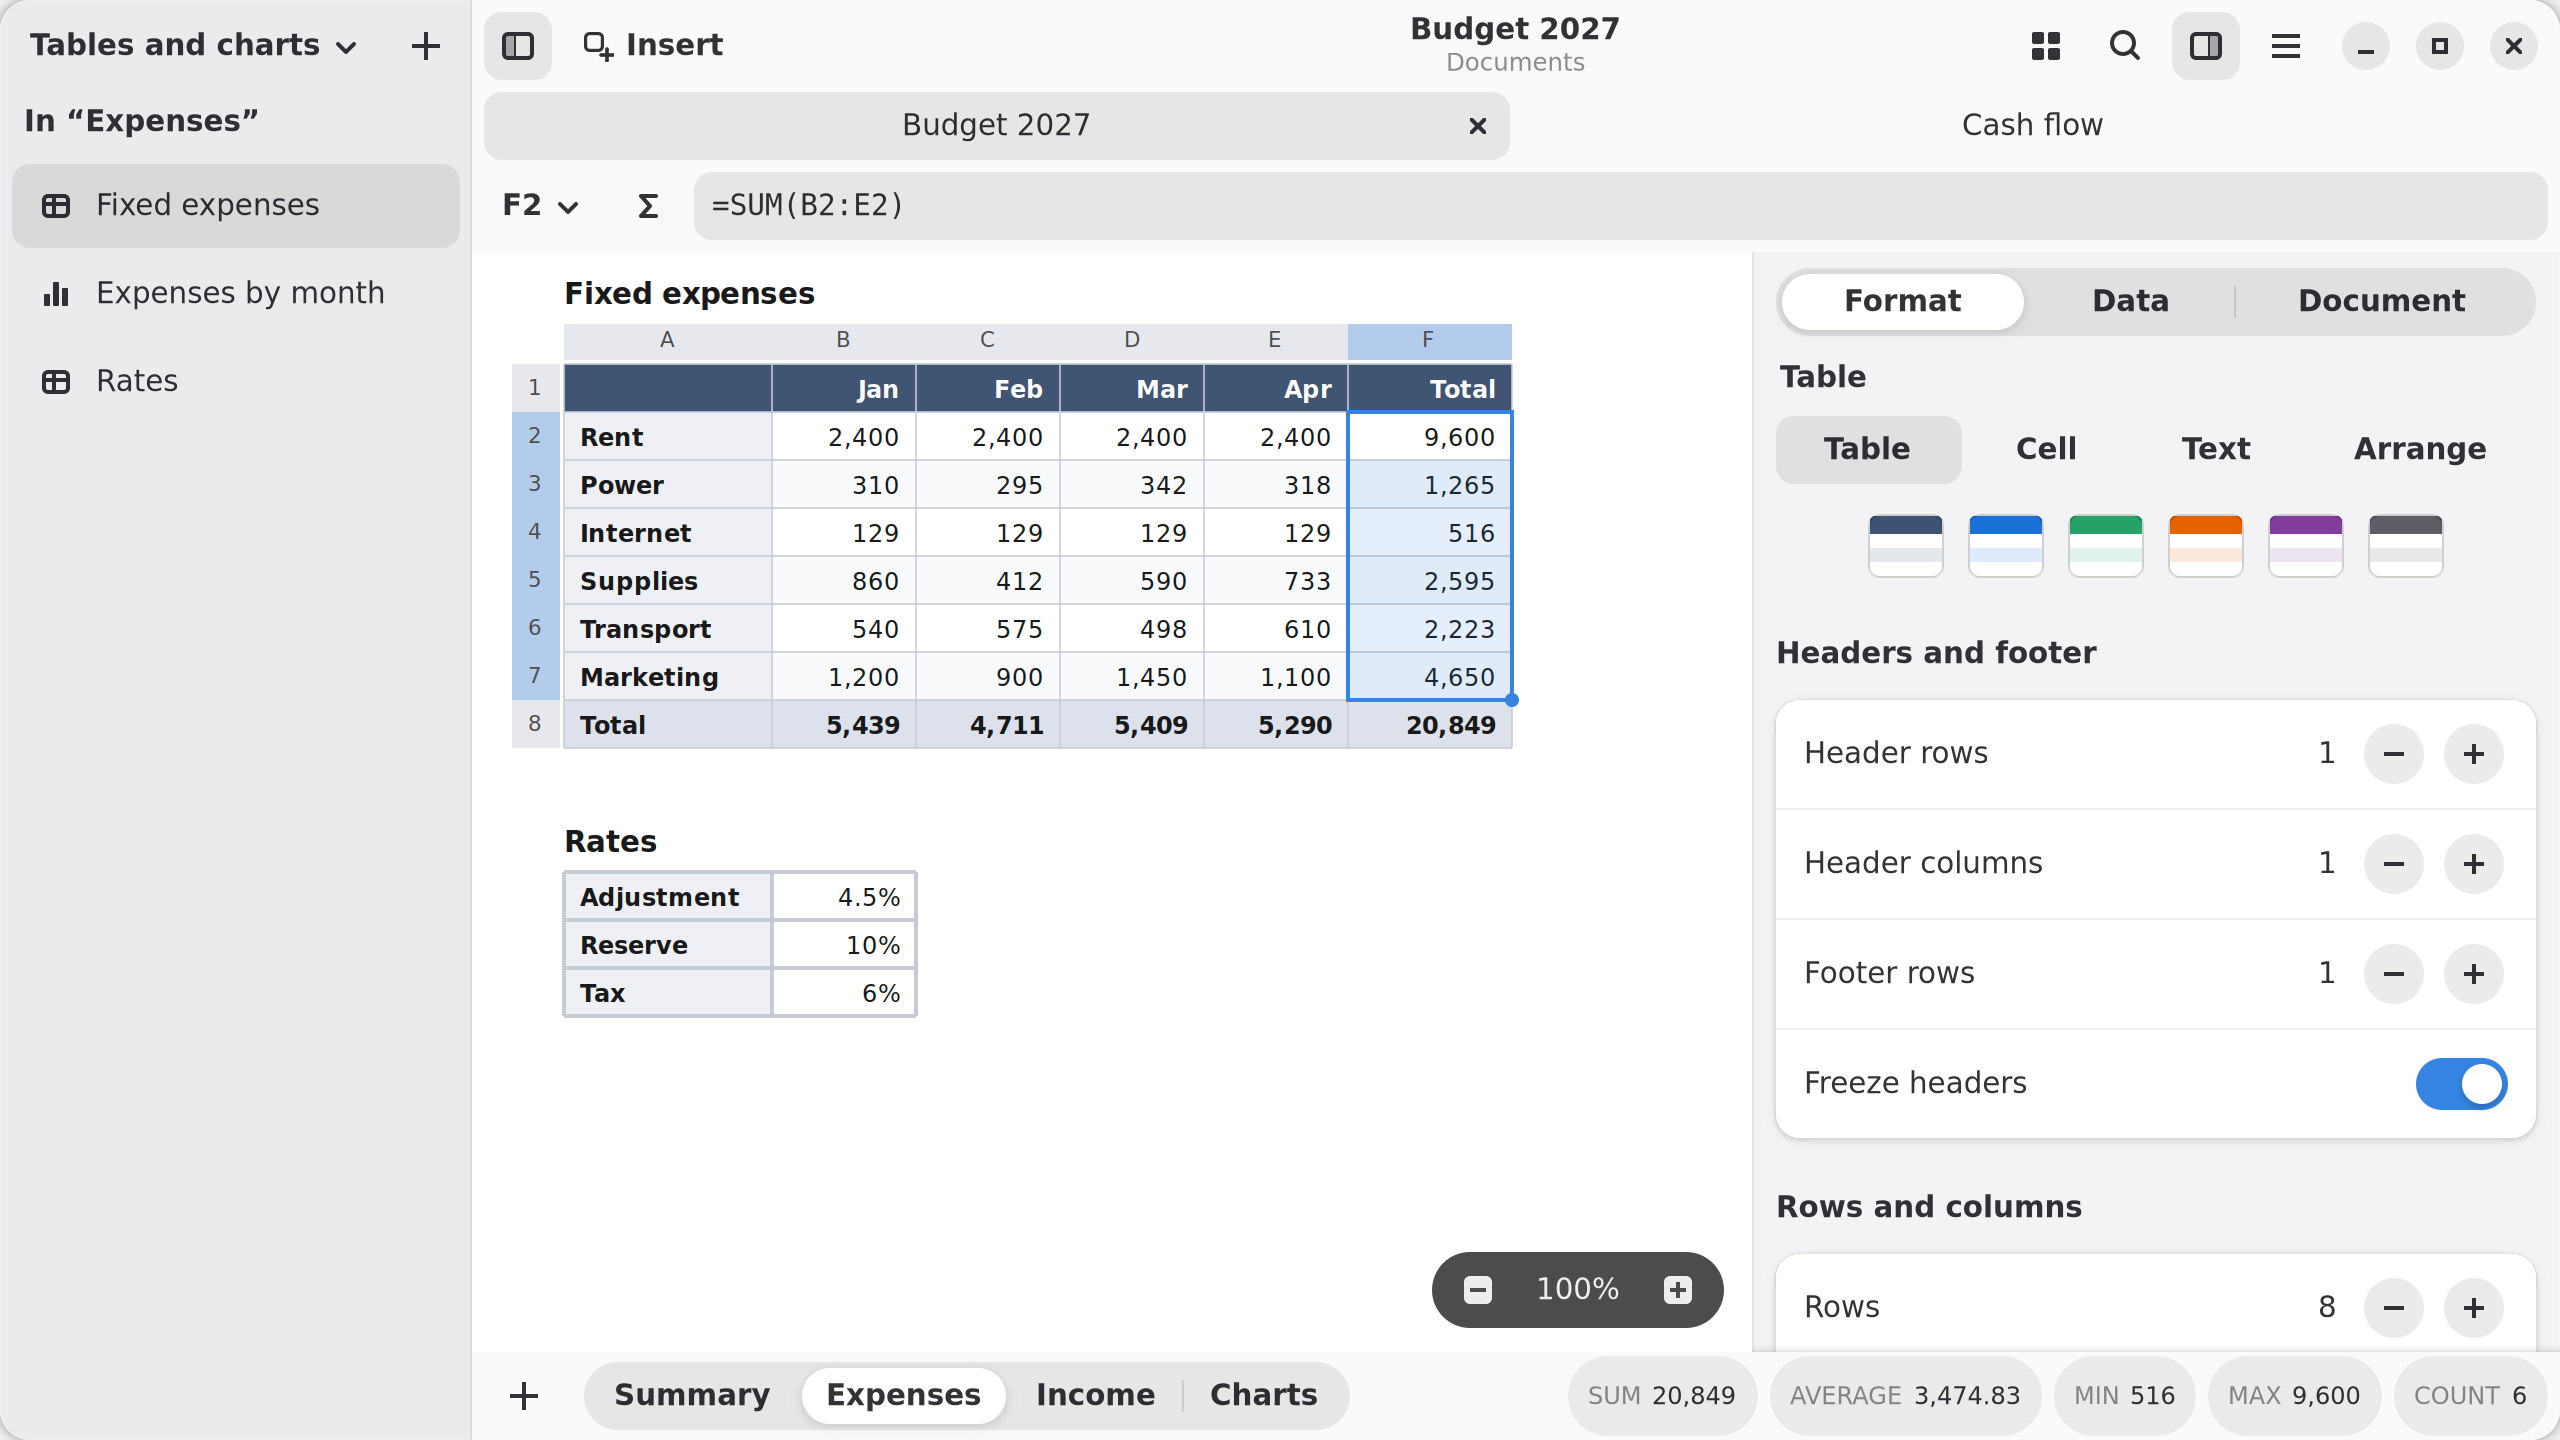 Tables and charts
In “Expenses”
Fixed expenses
Expenses by month
Rates
Insert
Budget 2027
Documents
Budget 2027
Cash flow
F2
Σ
=SUM(B2:E2)
Fixed expenses
A B C D E F
1 Jan Feb Mar Apr Total
2 Rent 2,400 2,400 2,400 2,400 9,600
3 Power 310 295 342 318 1,265
4 Internet 129 129 129 129 516
5 Supplies 860 412 590 733 2,595
6 Transport 540 575 498 610 2,223
7 Marketing 1,200 900 1,450 1,100 4,650
8 Total 5,439 4,711 5,409 5,290 20,849
Rates
Adjustment 4.5%
Reserve 10%
Tax 6%
100%
Format Data Document
Table
Table Cell Text Arrange
Headers and footer
Header rows 1
Header columns 1
Footer rows 1
Freeze headers
Rows and columns
Rows 8
Summary Expenses Income Charts
SUM 20,849 AVERAGE 3,474.83 MIN 516 MAX 9,600 COUNT 6